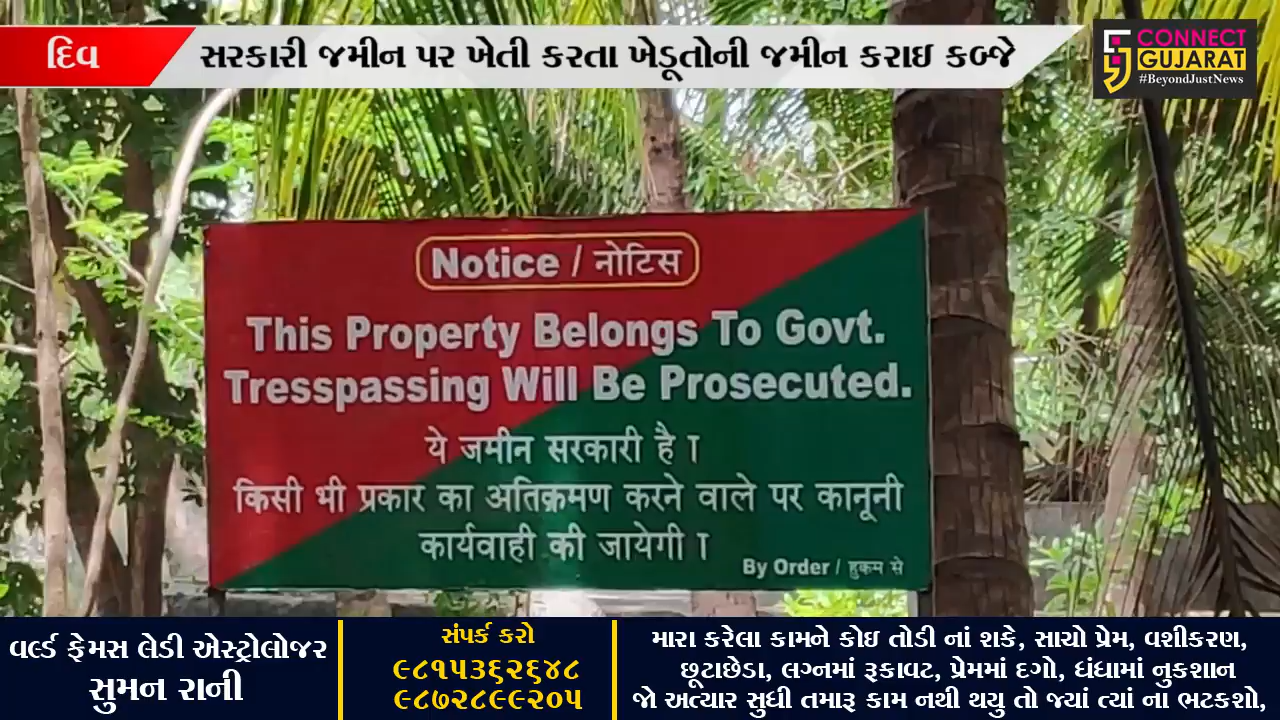 દિવ
સરકારી જમીન પર ખેતી કરતા ખેડૂતોની જમીન કરાઇ કબ્જે
CONNECT
GUJARAT
#BeyondJustNews
Notice / नोटिस
This Property Belongs To Govt.
Tresspassing Will Be Prosecuted.
ये जमीन सरकारी है ।
किसी भी प्रकार का अतिक्रमण करने वाले पर कानूनी
कार्यवाही की जायेगी ।
By Order / हुकम से
વર્લ્ડ ફેમસ લેડી એસ્ટ્રોલોજર
સુમન રાની
સંપર્ક કરો
૯૮૧૫૩૬૨૬૪૮
૯૮૭૨૮૯૯૨૦૫
મારા કરેલા કામને કોઇ તોડી નાં શકે, સાચો પ્રેમ, વશીકરણ,
છૂટાછેડા, લગ્નમાં રૂકાવટ, પ્રેમમાં દગો, ધંધામાં નુકશાન
જો અત્યાર સુધી તમારૂ કામ નથી થયુ તો જ્યાં ત્યાં ના ભટકશો,